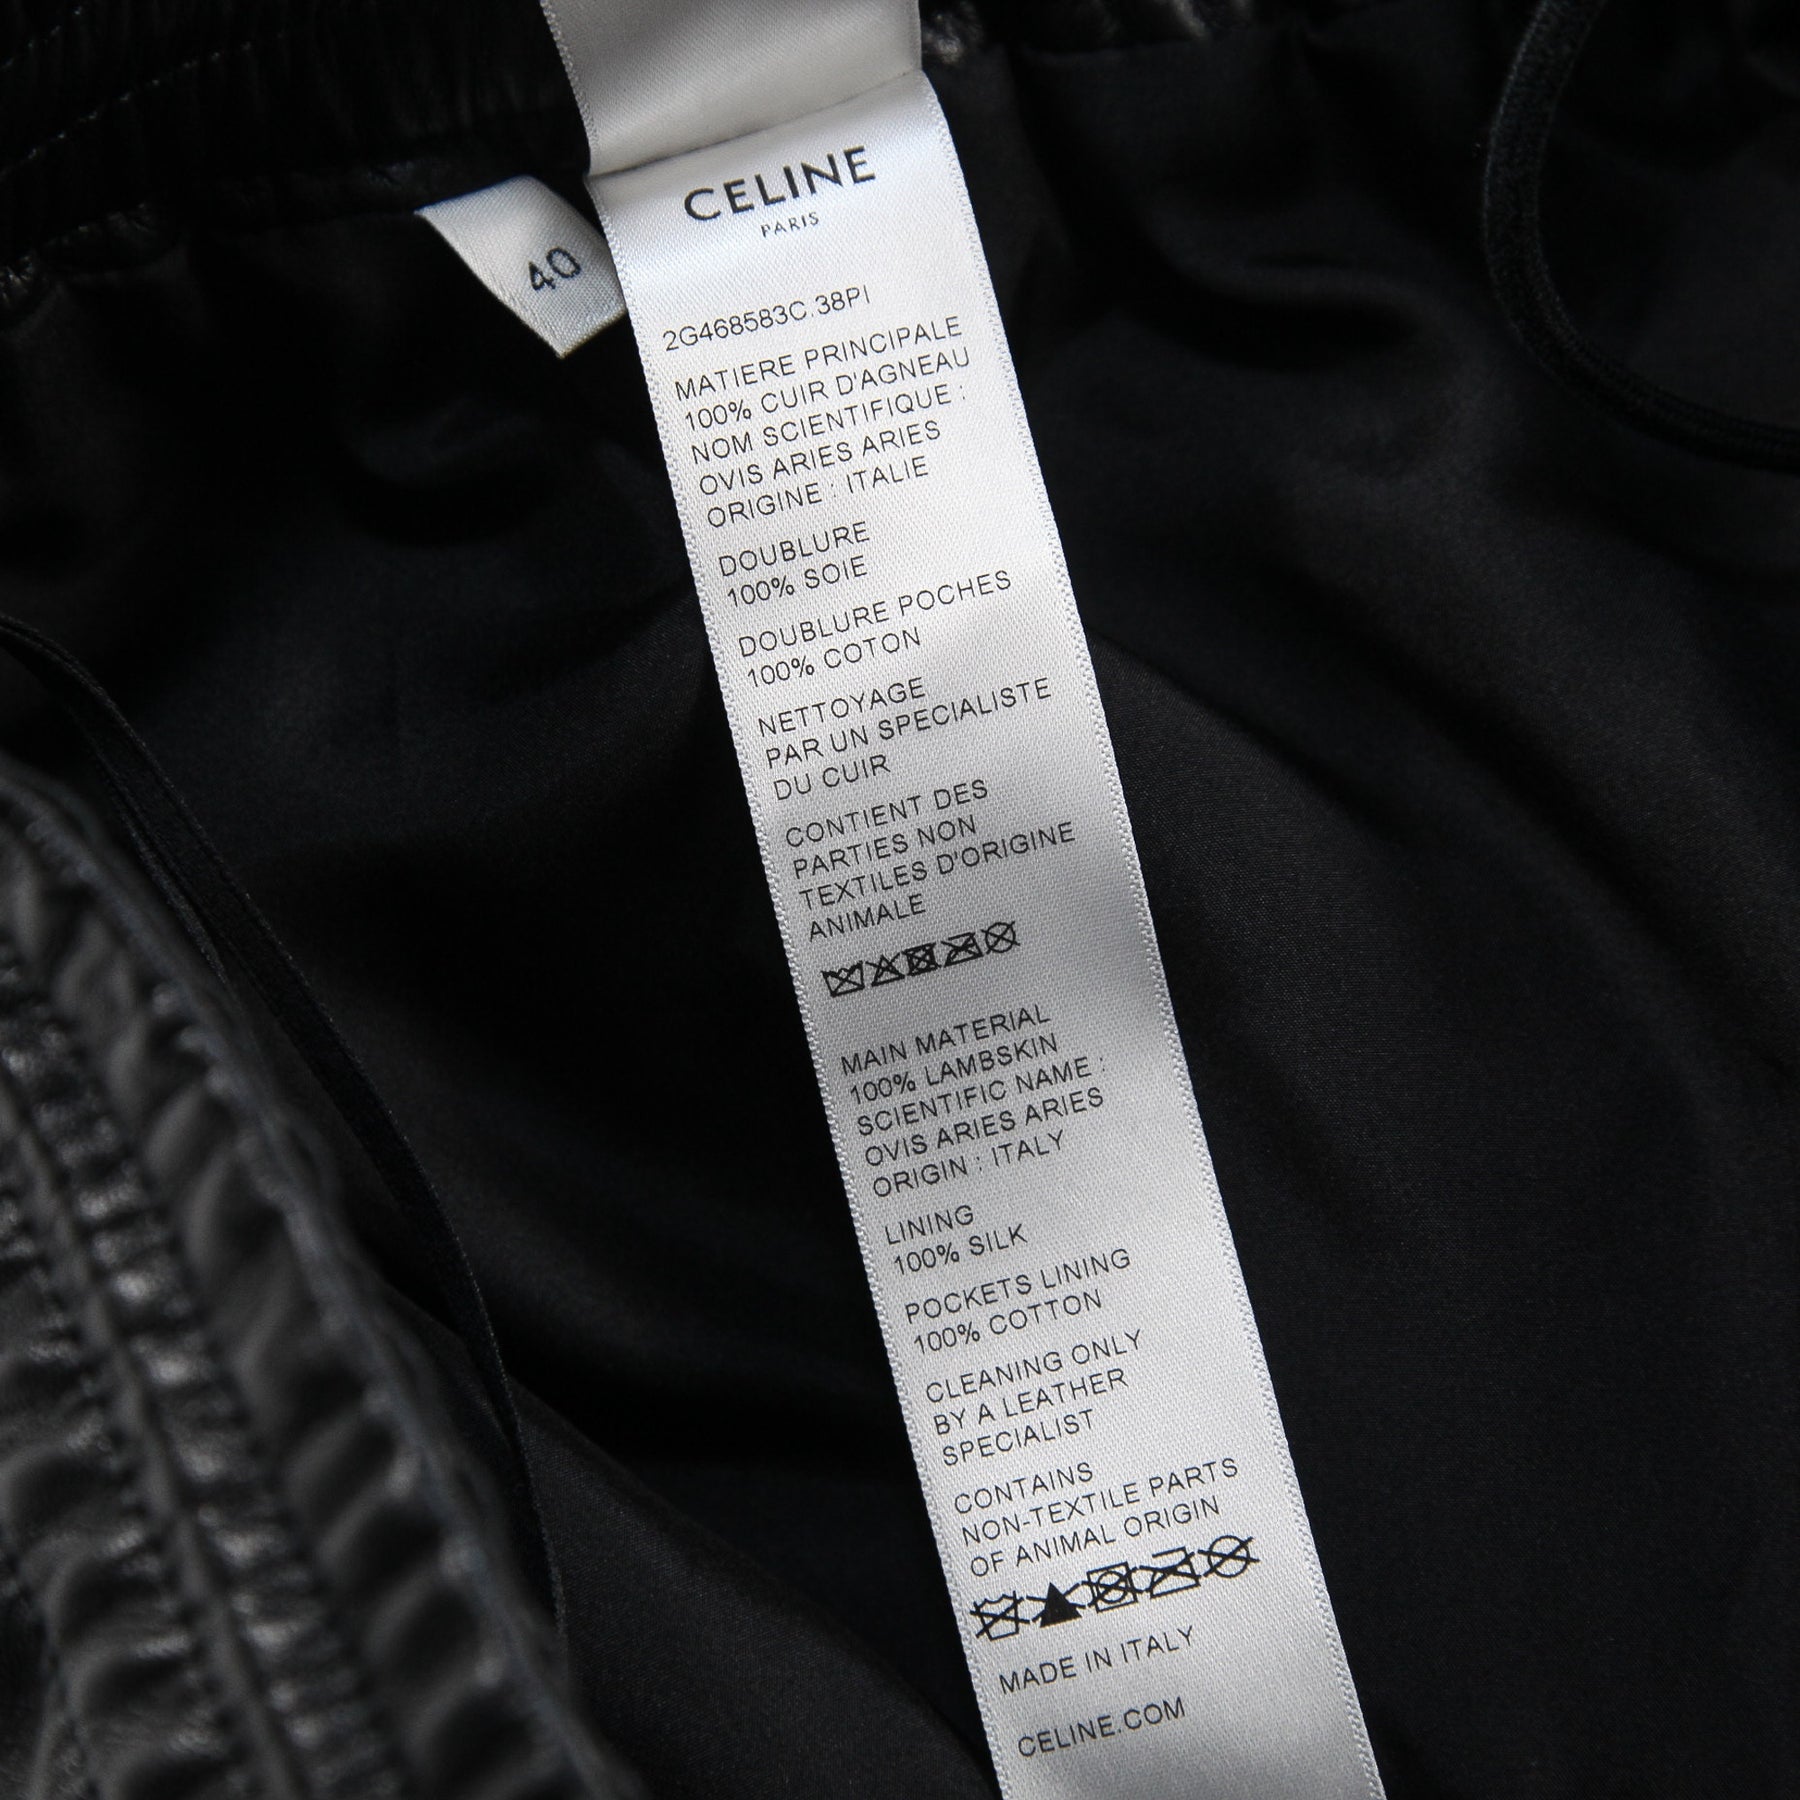 CELINE
PARIS
40
2G468583C.38PI
MATIERE PRINCIPALE
100% CUIR D'AGNEAU
NOM SCIENTIFIQUE :
OVIS ARIES ARIES
ORIGINE : ITALIE
DOUBLURE
100% SOIE
DOUBLURE POCHES
100% COTON
NETTOYAGE
PAR UN SPECIALISTE
DU CUIR
CONTIENT DES
PARTIES NON
TEXTILES D'ORIGINE
ANIMALE
MAIN MATERIAL
100% LAMBSKIN
SCIENTIFIC NAME :
OVIS ARIES ARIES
ORIGIN : ITALY
LINING
100% SILK
POCKETS LINING
100% COTTON
CLEANING ONLY
BY A LEATHER
SPECIALIST
CONTAINS
NON-TEXTILE PARTS
OF ANIMAL ORIGIN
MADE IN ITALY
CELINE.COM